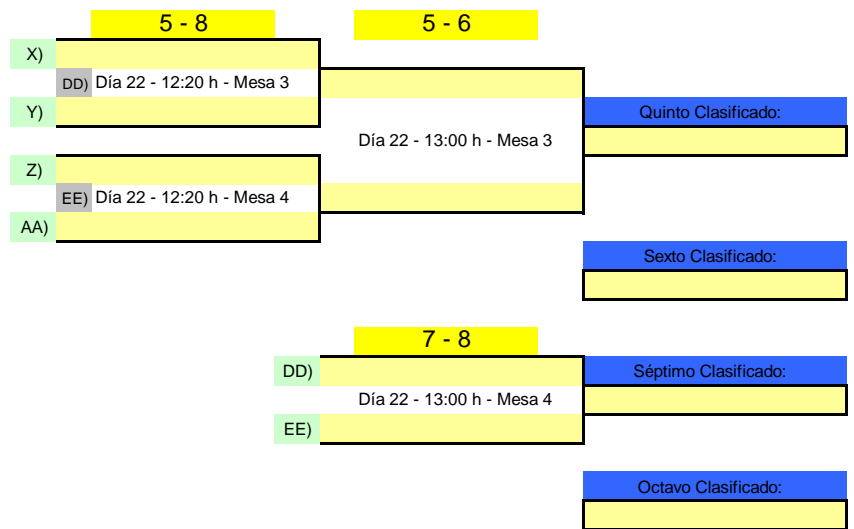 5 - 8
5 - 6
X)
DD) Día 22 - 12:20 h - Mesa 3
Y)
Quinto Clasificado:
Día 22 - 13:00 h - Mesa 3
Z)
EE) Día 22 - 12:20 h - Mesa 4
AA)
Sexto Clasificado:
7 - 8
DD)
Séptimo Clasificado:
Día 22 - 13:00 h - Mesa 4
EE)
Octavo Clasificado: